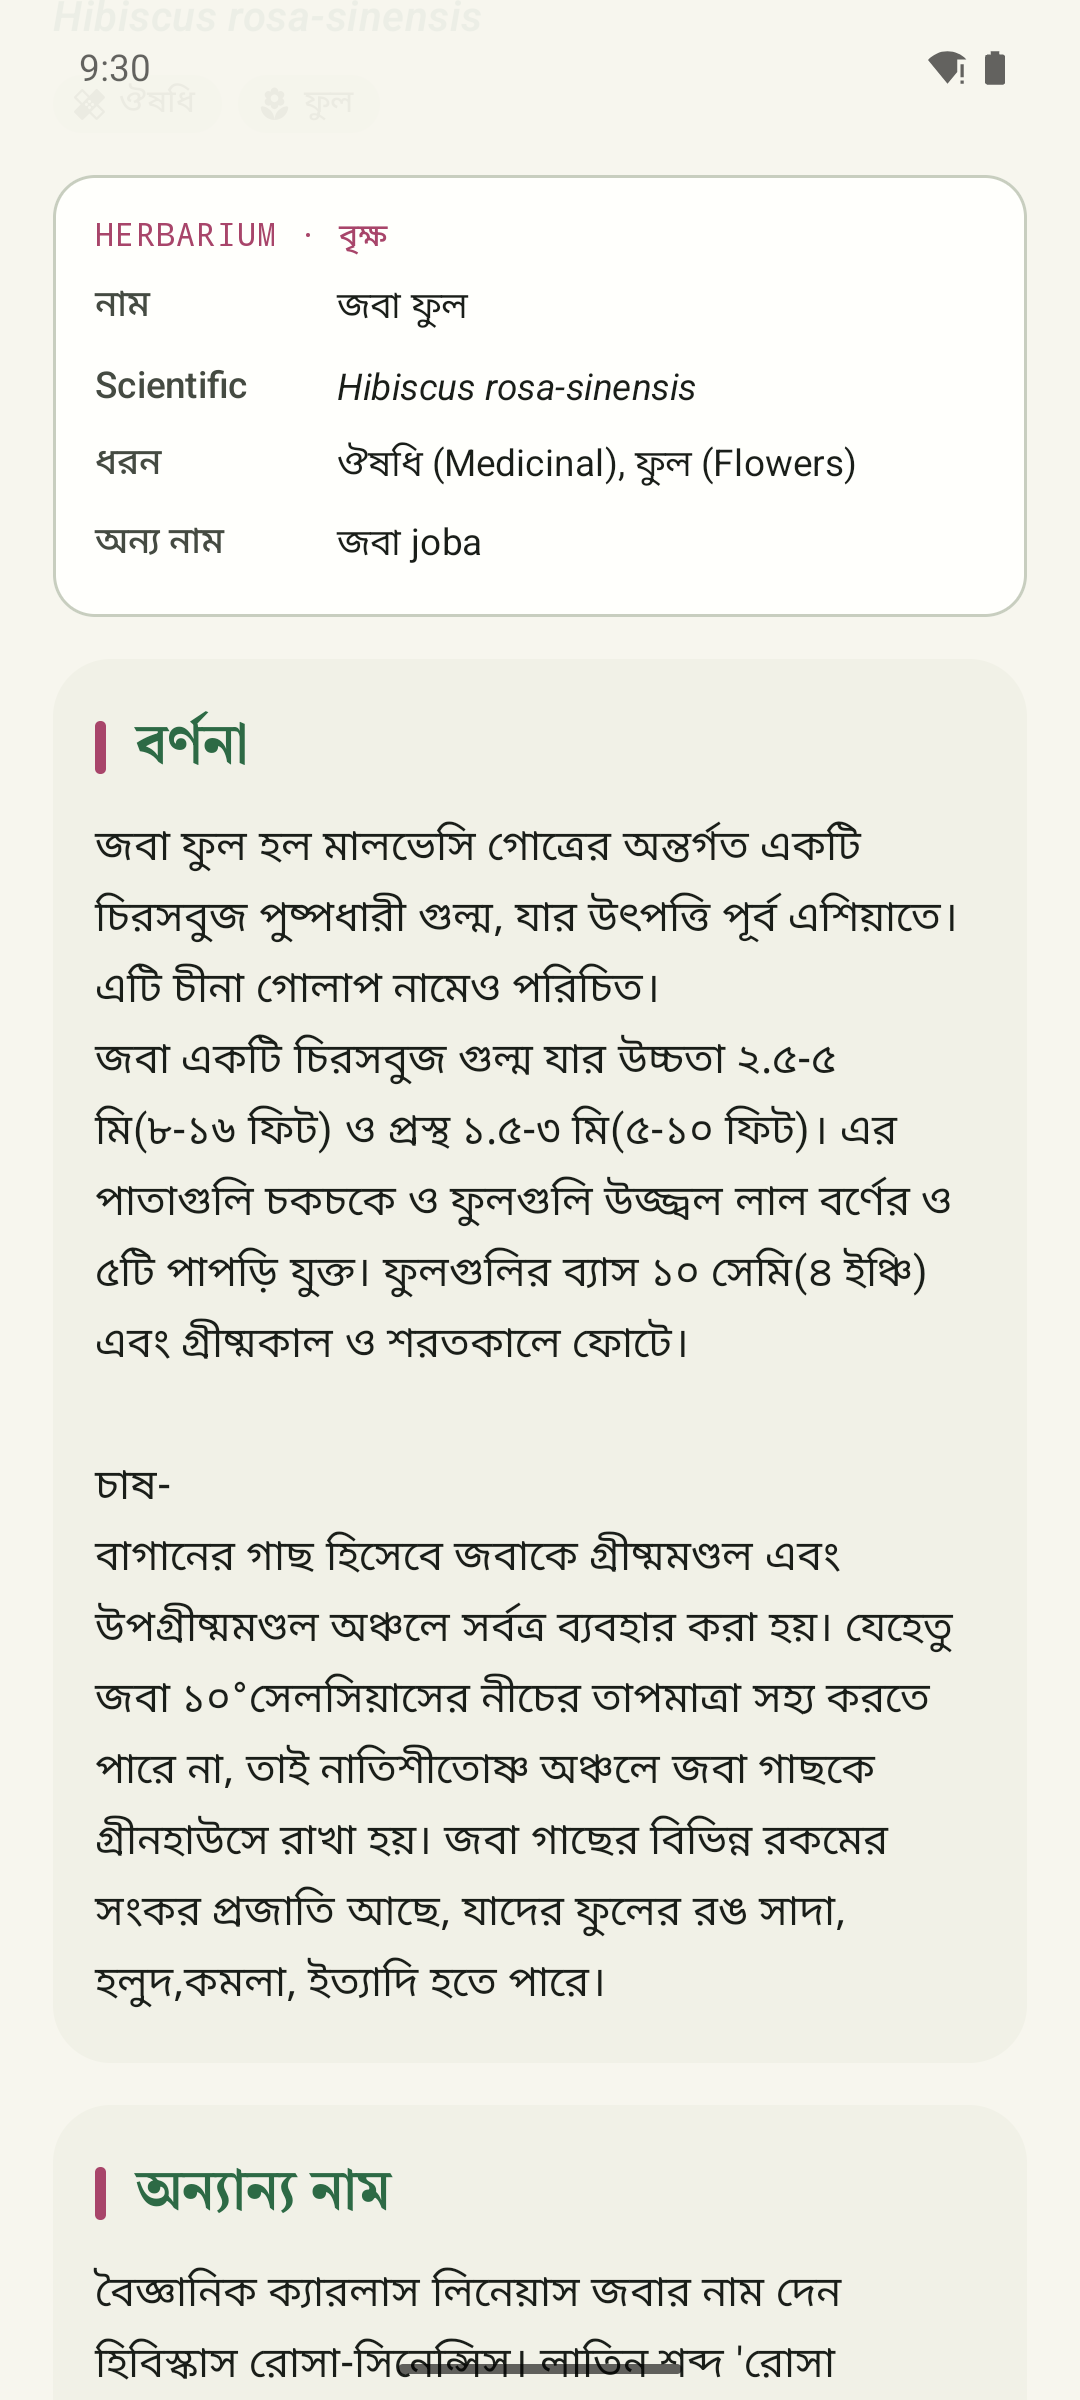 Hibiscus rosa-sinensis
9:30
ঔষধি ফুল
HERBARIUM · বৃক্ষ
নাম জবা ফুল
Scientific Hibiscus rosa-sinensis
ধরন ঔষধি (Medicinal), ফুল (Flowers)
অন্য নাম জবা joba
বর্ণনা
জবা ফুল হল মালভেসি গোত্রের অন্তর্গত একটি
চিরসবুজ পুষ্পধারী গুল্ম, যার উৎপত্তি পূর্ব এশিয়াতে।
এটি চীনা গোলাপ নামেও পরিচিত।
জবা একটি চিরসবুজ গুল্ম যার উচ্চতা ২.৫-৫
মি(৮-১৬ ফিট) ও প্রস্থ ১.৫-৩ মি(৫-১০ ফিট)। এর
পাতাগুলি চকচকে ও ফুলগুলি উজ্জ্বল লাল বর্ণের ও
৫টি পাপড়ি যুক্ত। ফুলগুলির ব্যাস ১০ সেমি(৪ ইঞ্চি)
এবং গ্রীষ্মকাল ও শরতকালে ফোটে।
চাষ-
বাগানের গাছ হিসেবে জবাকে গ্রীষ্মমণ্ডল এবং
উপগ্রীষ্মমণ্ডল অঞ্চলে সর্বত্র ব্যবহার করা হয়। যেহেতু
জবা ১০°সেলসিয়াসের নীচের তাপমাত্রা সহ্য করতে
পারে না, তাই নাতিশীতোষ্ণ অঞ্চলে জবা গাছকে
গ্রীনহাউসে রাখা হয়। জবা গাছের বিভিন্ন রকমের
সংকর প্রজাতি আছে, যাদের ফুলের রঙ সাদা,
হলুদ,কমলা, ইত্যাদি হতে পারে।
অন্যান্য নাম
বৈজ্ঞানিক ক্যারলাস লিনেয়াস জবার নাম দেন
হিবিস্কাস রোসা-সিনেন্সিস। লাতিন শব্দ 'রোসা